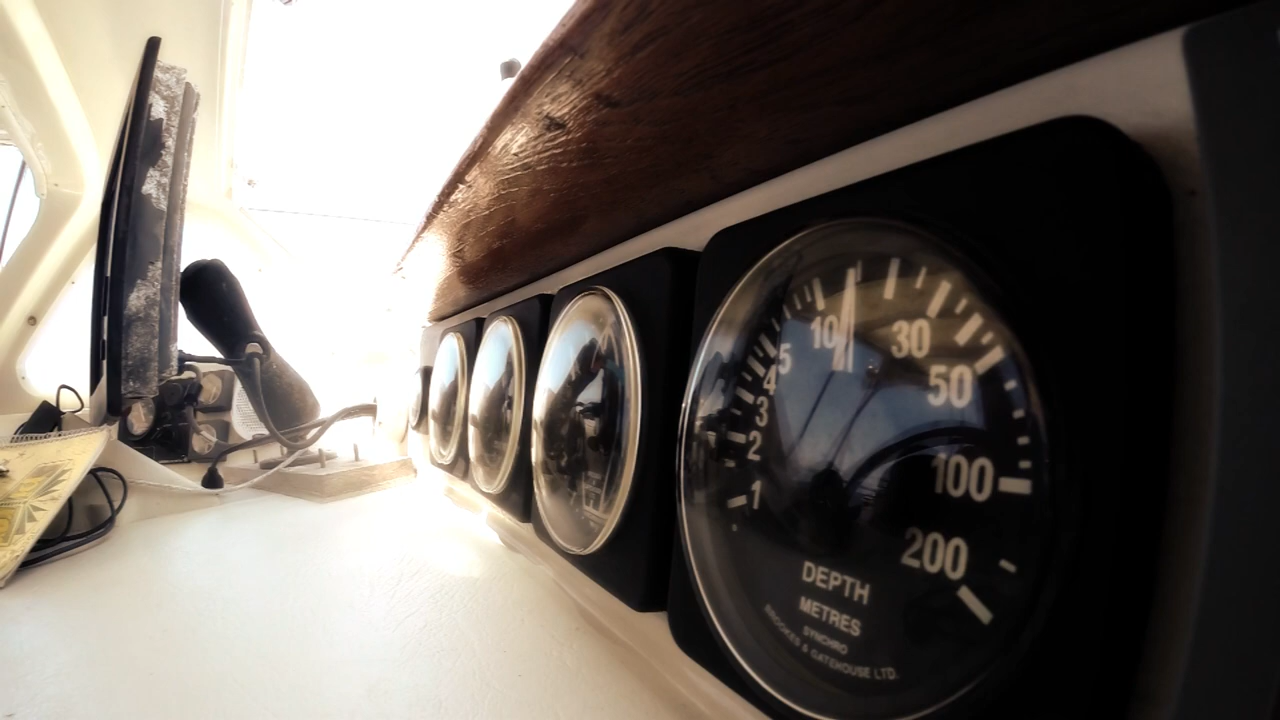 10 30
5 50
4
3
2 100
1
200
DEPTH
METRES
SYNCHRO
BROOKES & GATEHOUSE LTD.